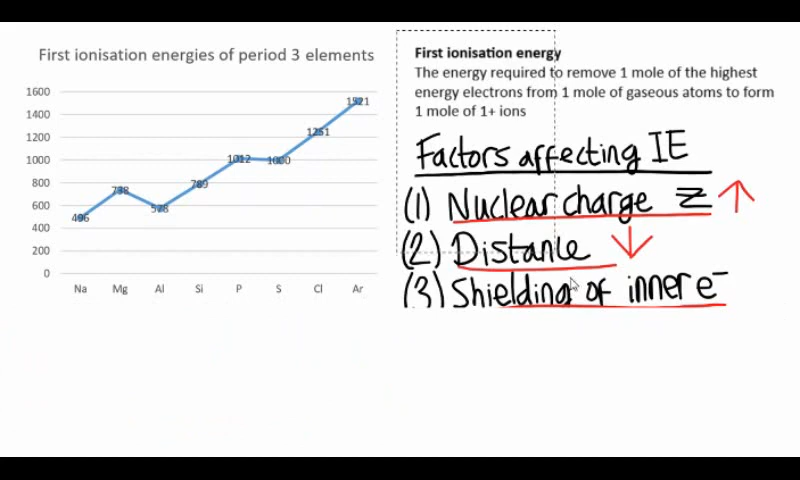 First ionisation energies of period 3 elements
1600
1400
1200
1000
800
600
400
200
0
496
738
578
789
1012
1000
1251
1521
Na Mg Al Si P S Cl Ar
First ionisation energy
The energy required to remove 1 mole of the highest
energy electrons from 1 mole of gaseous atoms to form
1 mole of 1+ ions
Factors affecting IE
(1) Nuclear charge Z ↑
(2) Distance ↓
(3) Shielding of inner e⁻